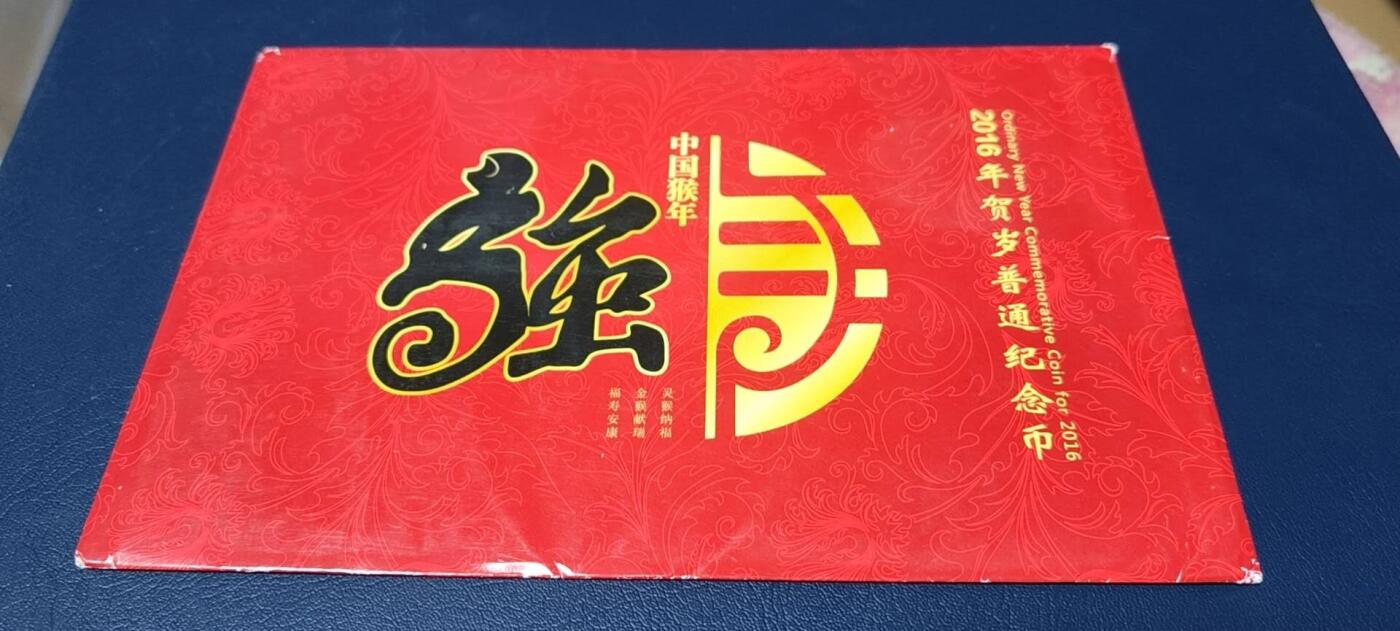 Ordinary New Year Commemorative Coin for 2016
2016年贺岁普通纪念币
中国猴年
強
灵猴纳福
金猴献瑞
福寿安康